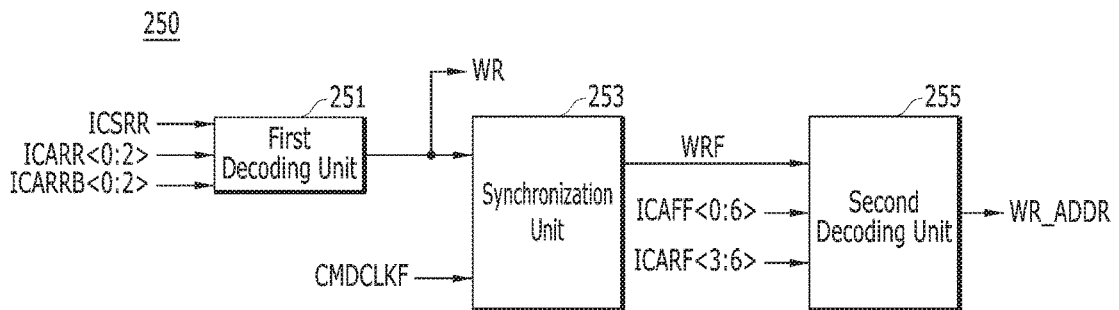 250
WR
251
253
255
ICSRR
ICARR<0:2>
ICARRB<0:2>
First
Decoding Unit
Synchronization
Unit
CMDCLKF
WRF
ICAFF<0:6>
ICARF<3:6>
Second
Decoding Unit
WR_ADDR